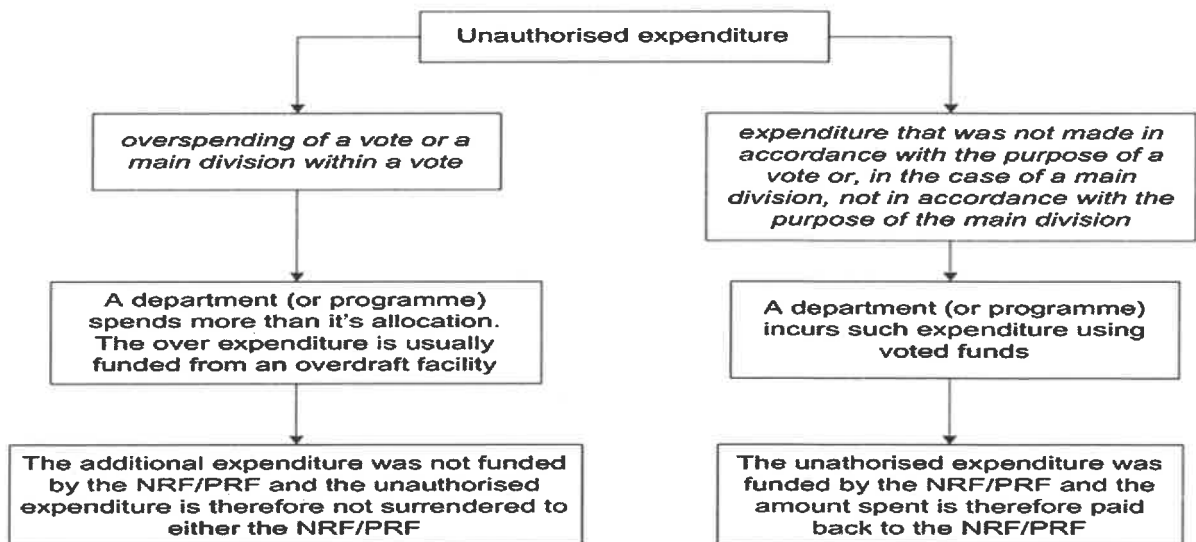 Unauthorised expenditure
overspending of a vote or a
main division within a vote
A department (or programme)
spends more than it's allocation.
The over expenditure is usually
funded from an overdraft facility
The additional expenditure was not funded
by the NRF/PRF and the unauthorised
expenditure is therefore not surrendered to
either the NRF/PRF
expenditure that was not made in
accordance with the purpose of a
vote or, in the case of a main
division, not in accordance with the
purpose of the main division
A department (or programme)
incurs such expenditure using
voted funds
The unathorised expenditure was
funded by the NRF/PRF and the
amount spent is therefore paid
back to the NRF/PRF